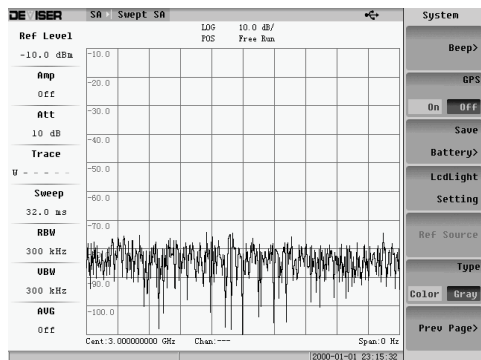 DEVISER SA Swept SA System
LOG 10.0 dB/
POS Free Run
Ref Level
-10.0 dBm
Amp
Off
Att
10 dB
Trace
W - - - - -
Sweep
32.0 ms
RBW
300 kHz
VBW
300 kHz
AVG
Off
-10.0
-20.0
-30.0
-40.0
-50.0
-60.0
-70.0
-90.0
-100.0
Cent:3.000000000 GHz Chan:--- Span:0 Hz
2000-01-01 23:15:32
Beep>
GPS
On Off
Save
Battery>
LcdLight
Setting
Ref Source
Type
Color Gray
Prev Page>